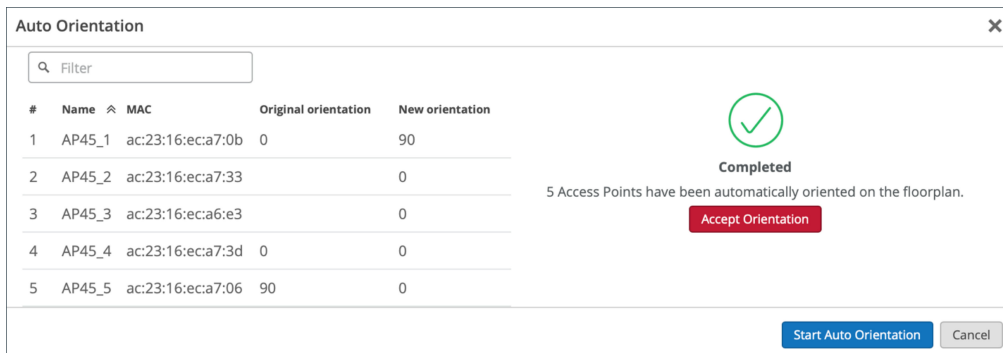 Auto Orientation
Filter
# Name MAC Original orientation New orientation
1 AP45_1 ac:23:16:ec:a7:0b 0 90
2 AP45_2 ac:23:16:ec:a7:33 0
3 AP45_3 ac:23:16:ec:a6:e3 0
4 AP45_4 ac:23:16:ec:a7:3d 0 0
5 AP45_5 ac:23:16:ec:a7:06 90 0
Completed
5 Access Points have been automatically oriented on the floorplan.
Accept Orientation
Start Auto Orientation Cancel